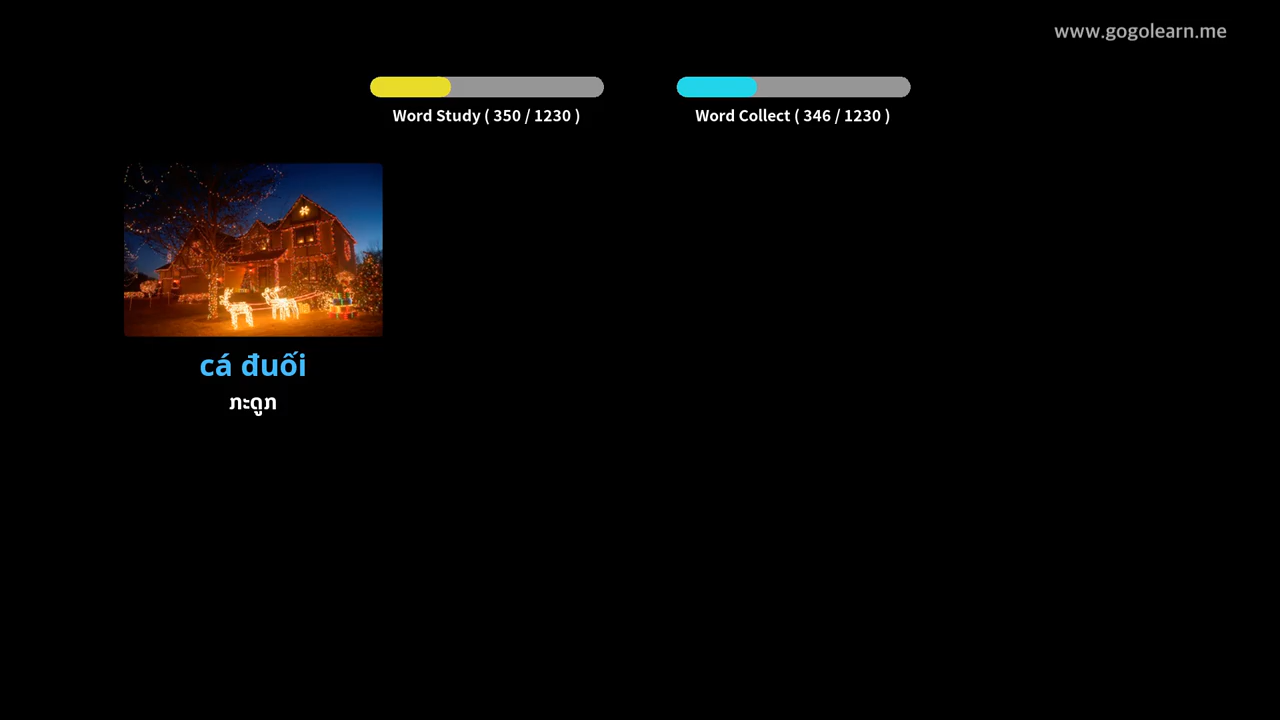 www.gogolearn.me
Word Study ( 350 / 1230 )
Word Collect ( 346 / 1230 )
cá đuối
ກະດູກ